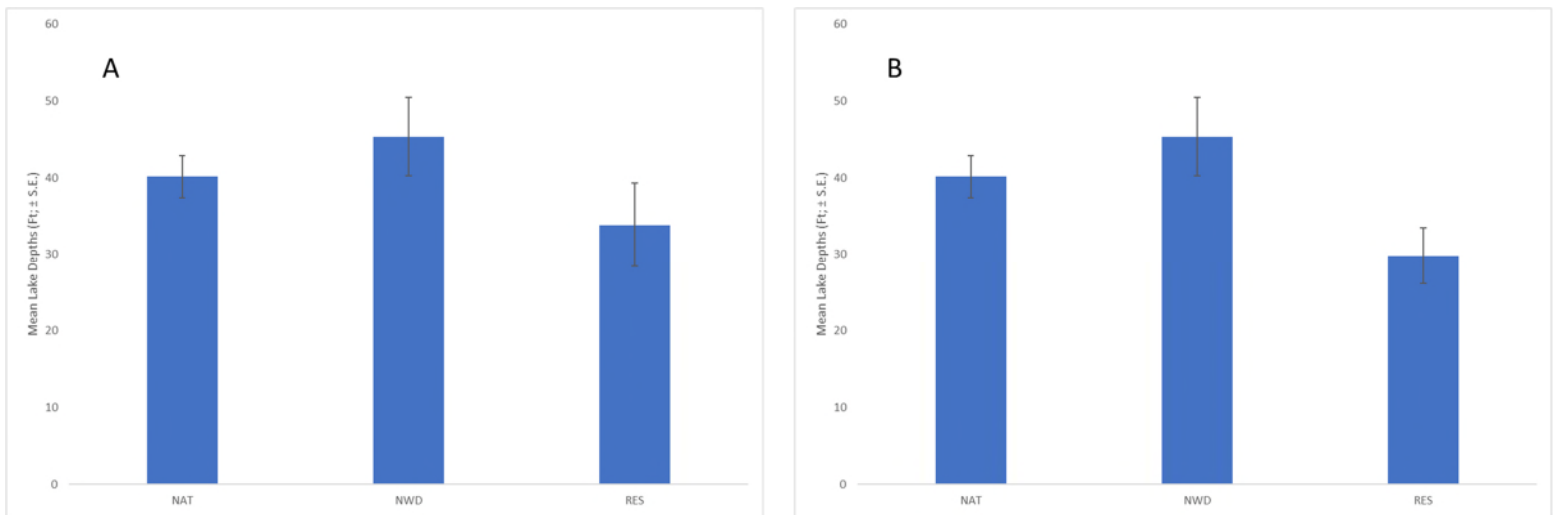 A
Mean Lake Depths (Ft; ± S.E.)
60
50
40
30
20
10
0
NAT NWD RES
B
Mean Lake Depths (Ft; ± S.E.)
60
50
40
30
20
10
0
NAT NWD RES